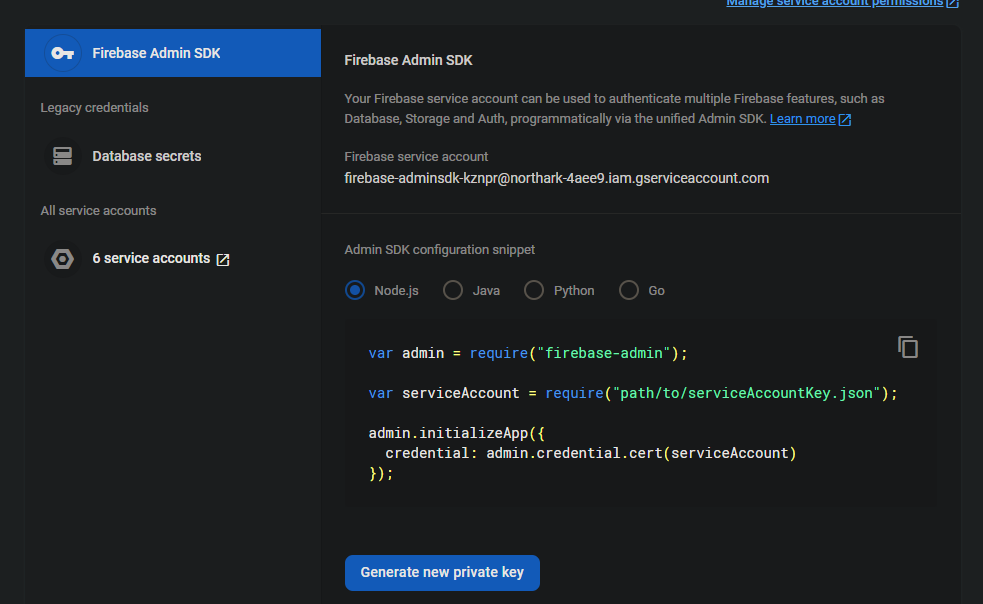 Manage service account permissions
Firebase Admin SDK
Legacy credentials
Database secrets
All service accounts
6 service accounts
Firebase Admin SDK
Your Firebase service account can be used to authenticate multiple Firebase features, such as
Database, Storage and Auth, programmatically via the unified Admin SDK. Learn more
Firebase service account
firebase-adminsdk-kznpr@northark-4aee9.iam.gserviceaccount.com
Admin SDK configuration snippet
Node.js Java Python Go
var admin = require("firebase-admin");
var serviceAccount = require("path/to/serviceAccountKey.json");
admin.initializeApp({
  credential: admin.credential.cert(serviceAccount)
});
Generate new private key